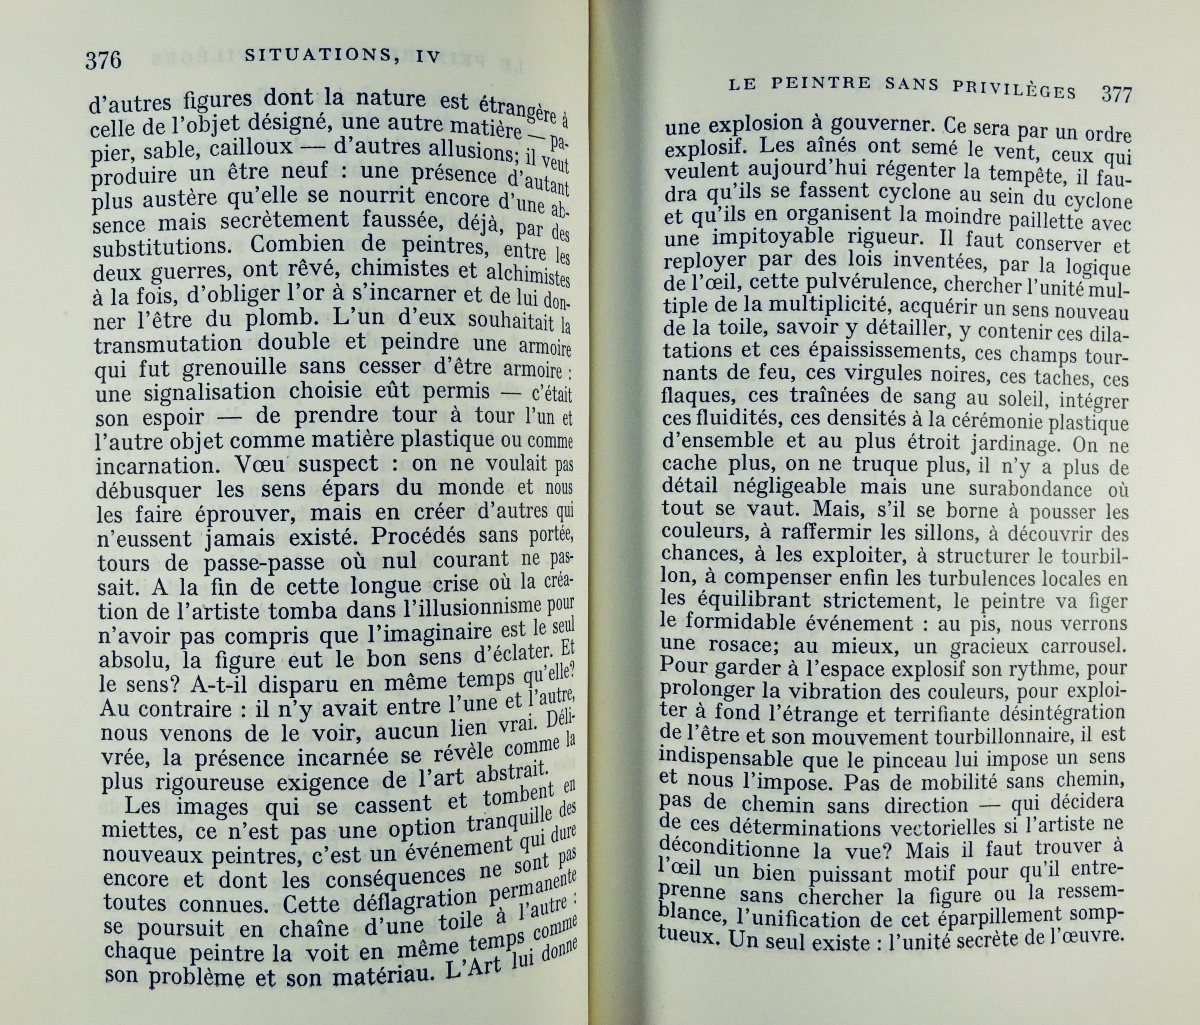 376 SITUATIONS, IV
d'autres figures dont la nature est étrangère à
celle de l'objet désigné, une autre matière — pa-
pier, sable, cailloux — d'autres allusions; il veut
produire un être neuf : une présence d'autant
plus austère qu'elle se nourrit encore d'une ab-
sence mais secrètement faussée, déjà, par des
substitutions. Combien de peintres, entre les
deux guerres, ont rêvé, chimistes et alchimistes
à la fois, d'obliger l'or à s'incarner et de lui don-
ner l'être du plomb. L'un d'eux souhaitait la
transmutation double et peindre une armoire
qui fut grenouille sans cesser d'être armoire :
une signalisation choisie eût permis — c'était
son espoir — de prendre tour à tour l'un et
l'autre objet comme matière plastique ou comme
incarnation. Vœu suspect : on ne voulait pas
débusquer les sens épars du monde et nous
les faire éprouver, mais en créer d'autres qui
n'eussent jamais existé. Procédés sans portée,
tours de passe-passe où nul courant ne pas-
sait. A la fin de cette longue crise où la créa-
tion de l'artiste tomba dans l'illusionnisme pour
n'avoir pas compris que l'imaginaire est le seul
absolu, la figure eut le bon sens d'éclater. Et
le sens? A-t-il disparu en même temps qu'elle?
Au contraire : il n'y avait entre l'une et l'autre,
nous venons de le voir, aucun lien vrai. Déli-
vrée, la présence incarnée se révèle comme la
plus rigoureuse exigence de l'art abstrait.
Les images qui se cassent et tombent en
miettes, ce n'est pas une option tranquille des
nouveaux peintres, c'est un événement qui dure
encore et dont les conséquences ne sont pas
toutes connues. Cette déflagration permanente
se poursuit en chaîne d'une toile à l'autre :
chaque peintre la voit en même temps comme
son problème et son matériau. L'Art lui donne
LE PEINTRE SANS PRIVILÈGES 377
une explosion à gouverner. Ce sera par un ordre
explosif. Les aînés ont semé le vent, ceux qui
veulent aujourd'hui régenter la tempête, il fau-
dra qu'ils se fassent cyclone au sein du cyclone
et qu'ils en organisent la moindre paillette avec
une impitoyable rigueur. Il faut conserver et
reployer par des lois inventées, par la logique
de l'œil, cette pulvérulence, chercher l'unité mul-
tiple de la multiplicité, acquérir un sens nouveau
de la toile, savoir y détailler, y contenir ces dila-
tations et ces épaississements, ces champs tour-
nants de feu, ces virgules noires, ces taches, ces
flaques, ces traînées de sang au soleil, intégrer
ces fluidités, ces densités à la cérémonie plastique
d'ensemble et au plus étroit jardinage. On ne
cache plus, on ne truque plus, il n'y a plus de
détail négligeable mais une surabondance où
tout se vaut. Mais, s'il se borne à pousser les
couleurs, à raffermir les sillons, à découvrir des
chances, à les exploiter, à structurer le tourbil-
lon, à compenser enfin les turbulences locales en
les équilibrant strictement, le peintre va figer
le formidable événement : au pis, nous verrons
une rosace; au mieux, un gracieux carrousel.
Pour garder à l'espace explosif son rythme, pour
prolonger la vibration des couleurs, pour exploi-
ter à fond l'étrange et terrifiante désintégration
de l'être et son mouvement tourbillonnaire, il est
indispensable que le pinceau lui impose un sens
et nous l'impose. Pas de mobilité sans chemin,
pas de chemin sans direction — qui décidera
de ces déterminations vectorielles si l'artiste ne
déconditionne la vue? Mais il faut trouver à
l'œil un bien puissant motif pour qu'il entre-
prenne sans chercher la figure ou la ressem-
blance, l'unification de cet éparpillement somp-
tueux. Un seul existe : l'unité secrète de l'œuvre.